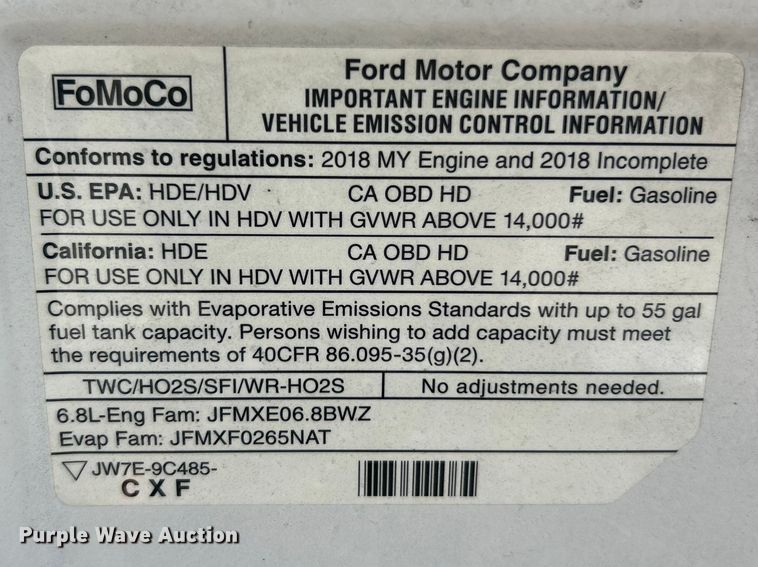 FoMoCo
Ford Motor Company
IMPORTANT ENGINE INFORMATION/
VEHICLE EMISSION CONTROL INFORMATION
Conforms to regulations: 2018 MY Engine and 2018 Incomplete
U.S. EPA: HDE/HDV CA OBD HD Fuel: Gasoline
FOR USE ONLY IN HDV WITH GVWR ABOVE 14,000#
California: HDE CA OBD HD Fuel: Gasoline
FOR USE ONLY IN HDV WITH GVWR ABOVE 14,000#
Complies with Evaporative Emissions Standards with up to 55 gal
fuel tank capacity. Persons wishing to add capacity must meet
the requirements of 40CFR 86.095-35(g)(2).
TWC/HO2S/SFI/WR-HO2S No adjustments needed.
6.8L-Eng Fam: JFMXE06.8BWZ
Evap Fam: JFMXF0265NAT
JW7E-9C485-
C X F
Purple Wave Auction